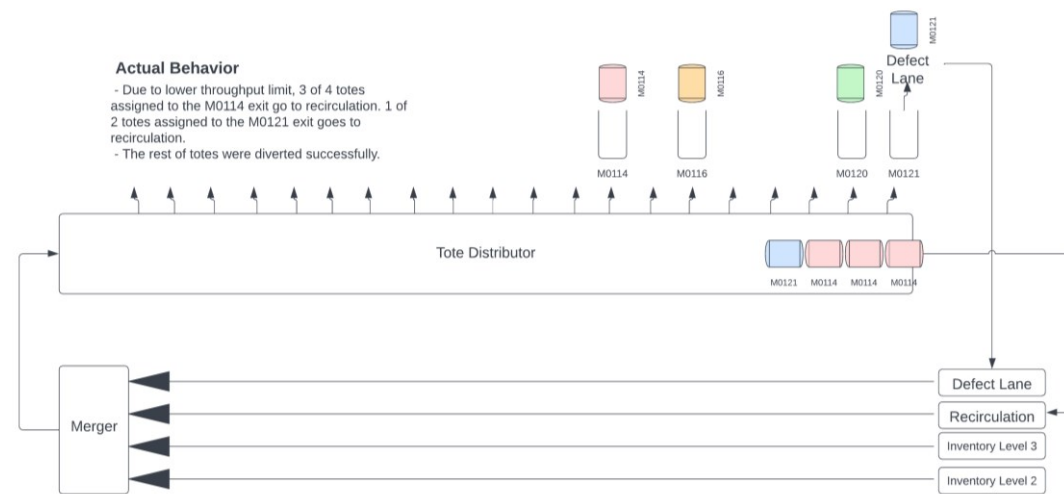 M0121
Defect
Lane
Actual Behavior
- Due to lower throughput limit, 3 of 4 totes
assigned to the M0114 exit go to recirculation. 1 of
2 totes assigned to the M0121 exit goes to
recirculation.
- The rest of totes were diverted successfully.
M0114
M0116
M0120
M0114
M0116
M0120
M0121
Tote Distributor
M0121
M0114
M0114
M0114
Merger
Defect Lane
Recirculation
Inventory Level 3
Inventory Level 2